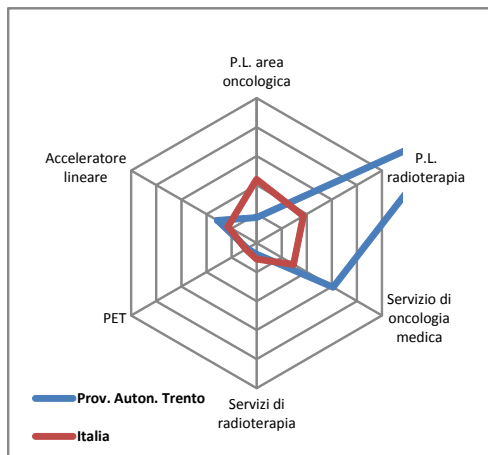 P.L. area
oncologica
P.L.
radioterapia
Servizio di
oncologia
medica
Servizi di
radioterapia
PET
Acceleratore
lineare
Prov. Auton. Trento
Italia